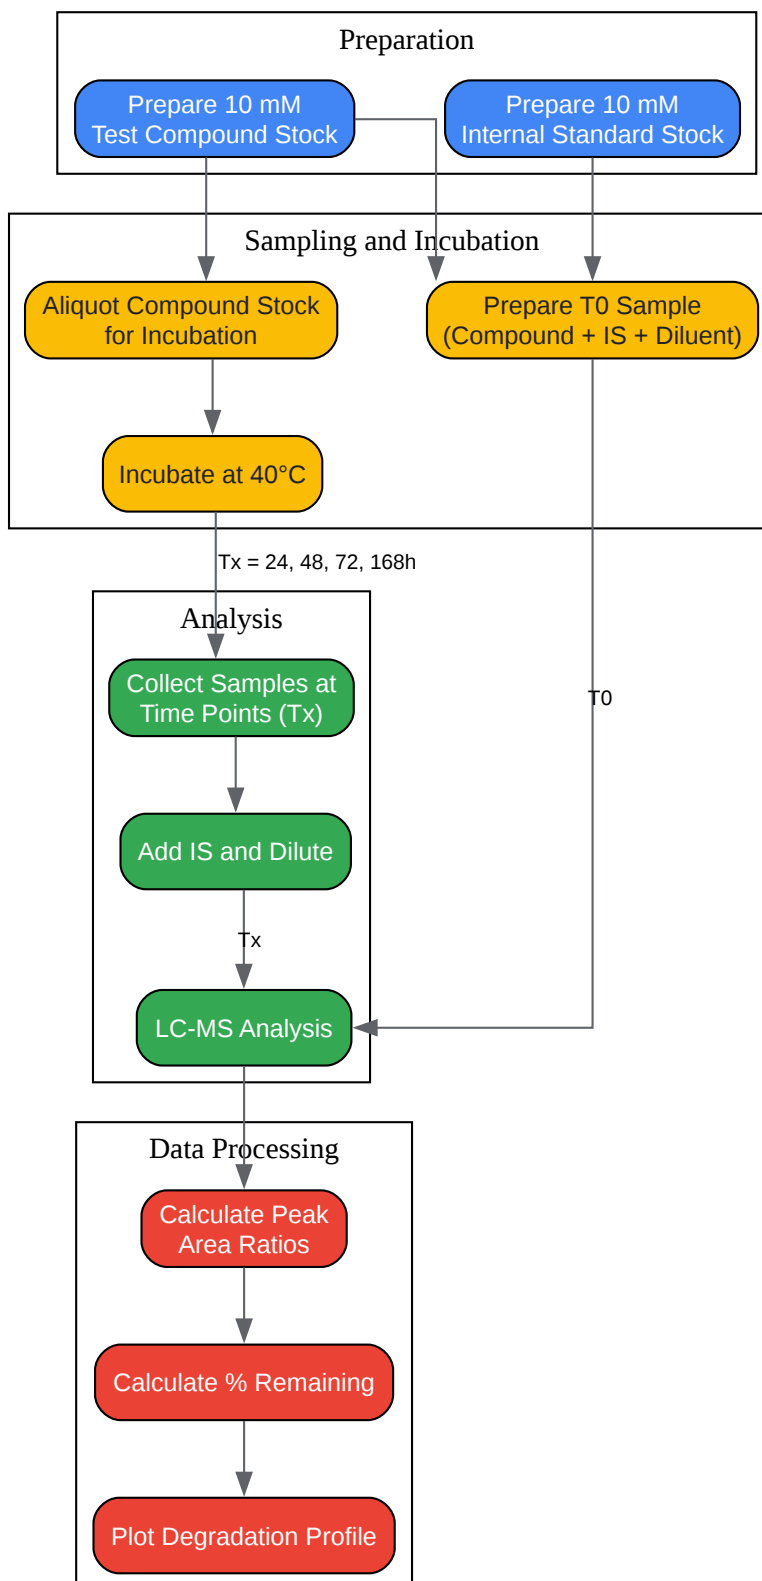 Preparation
Prepare 10 mM
Test Compound Stock
Prepare 10 mM
Internal Standard Stock
Sampling and Incubation
Aliquot Compound Stock
for Incubation
Prepare T0 Sample
(Compound + IS + Diluent)
Incubate at 40°C
Tx = 24, 48, 72, 168h
Analysis
Collect Samples at
Time Points (Tx)
T0
Add IS and Dilute
Tx
LC-MS Analysis
Data Processing
Calculate Peak
Area Ratios
Calculate % Remaining
Plot Degradation Profile